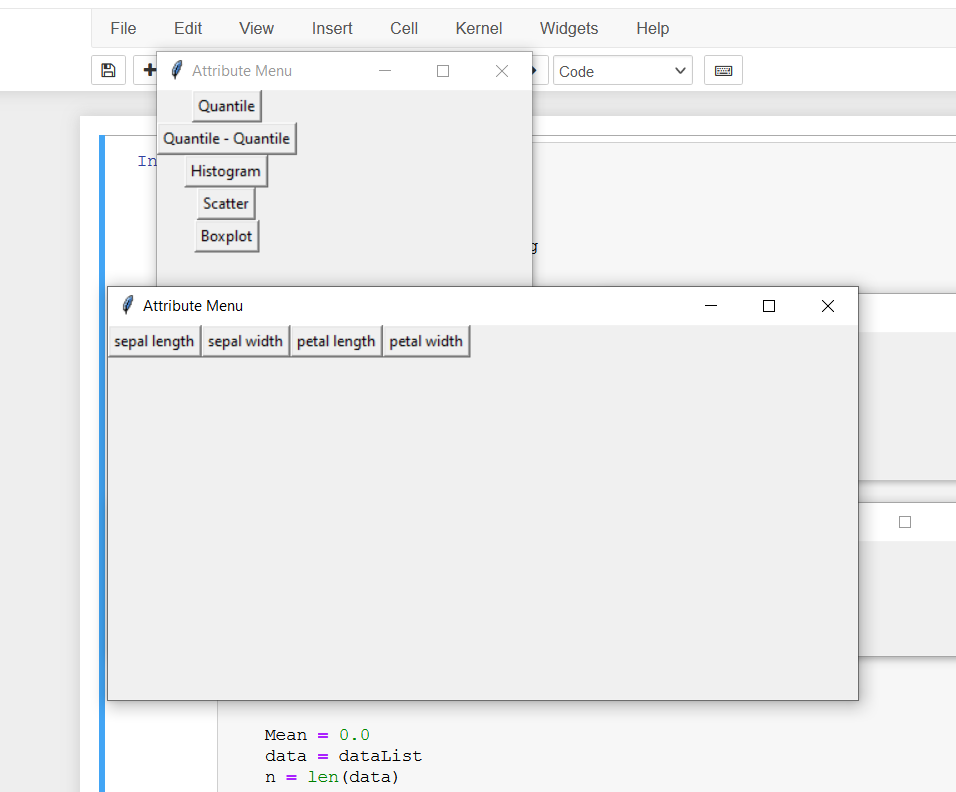 File Edit View Insert Cell Kernel Widgets Help
Attribute Menu
Code
Quantile
Quantile - Quantile
In
Histogram
Scatter
Boxplot
g
Attribute Menu
sepal length sepal width petal length petal width
Mean = 0.0
data = dataList
n = len(data)